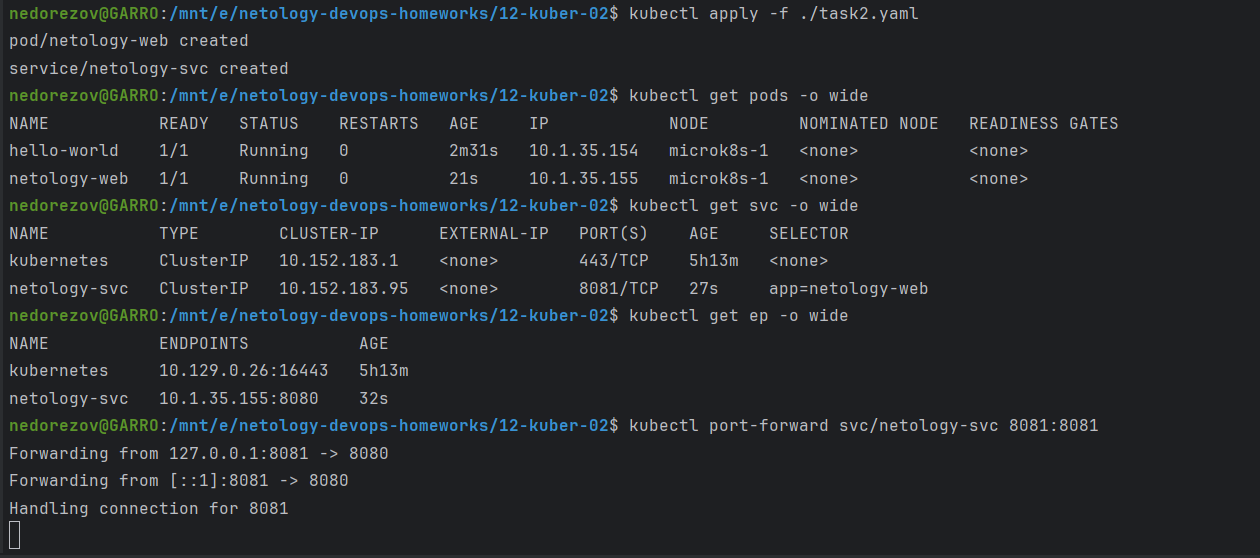 nedorezov@GARRO:/mnt/e/netology-devops-homeworks/12-kuber-02$ kubectl apply -f ./task2.yaml
pod/netology-web created
service/netology-svc created
nedorezov@GARRO:/mnt/e/netology-devops-homeworks/12-kuber-02$ kubectl get pods -o wide
NAME           READY   STATUS    RESTARTS   AGE     IP            NODE         NOMINATED NODE   READINESS GATES
hello-world    1/1     Running   0          2m31s   10.1.35.154   microk8s-1   <none>           <none>
netology-web   1/1     Running   0          21s     10.1.35.155   microk8s-1   <none>           <none>
nedorezov@GARRO:/mnt/e/netology-devops-homeworks/12-kuber-02$ kubectl get svc -o wide
NAME           TYPE        CLUSTER-IP      EXTERNAL-IP   PORT(S)    AGE     SELECTOR
kubernetes     ClusterIP   10.152.183.1    <none>        443/TCP    5h13m   <none>
netology-svc   ClusterIP   10.152.183.95   <none>        8081/TCP   27s     app=netology-web
nedorezov@GARRO:/mnt/e/netology-devops-homeworks/12-kuber-02$ kubectl get ep -o wide
NAME           ENDPOINTS           AGE
kubernetes     10.129.0.26:16443   5h13m
netology-svc   10.1.35.155:8080    32s
nedorezov@GARRO:/mnt/e/netology-devops-homeworks/12-kuber-02$ kubectl port-forward svc/netology-svc 8081:8081
Forwarding from 127.0.0.1:8081 -> 8080
Forwarding from [::1]:8081 -> 8080
Handling connection for 8081